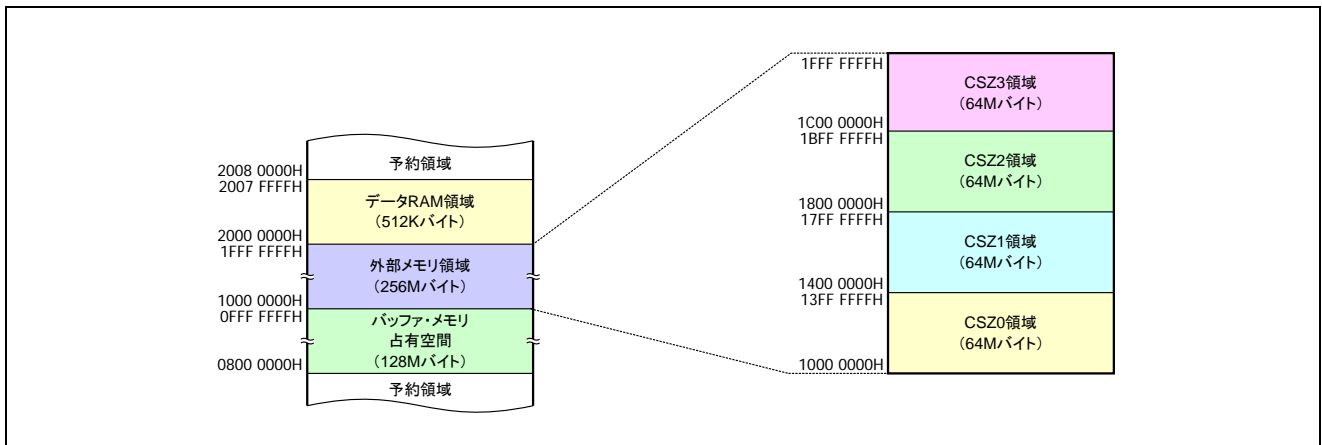 予約領域
2008 0000H
2007 FFFFH
データRAM領域
(512Kバイト)
2000 0000H
1FFF FFFFH
外部メモリ領域
(256Mバイト)
1000 0000H
0FFF FFFFH
バッファ・メモリ
占有空間
(128Mバイト)
0800 0000H
予約領域
1FFF FFFFH
CSZ3領域
(64Mバイト)
1C00 0000H
1BFF FFFFH
CSZ2領域
(64Mバイト)
1800 0000H
17FF FFFFH
CSZ1領域
(64Mバイト)
1400 0000H
13FF FFFFH
CSZ0領域
(64Mバイト)
1000 0000H